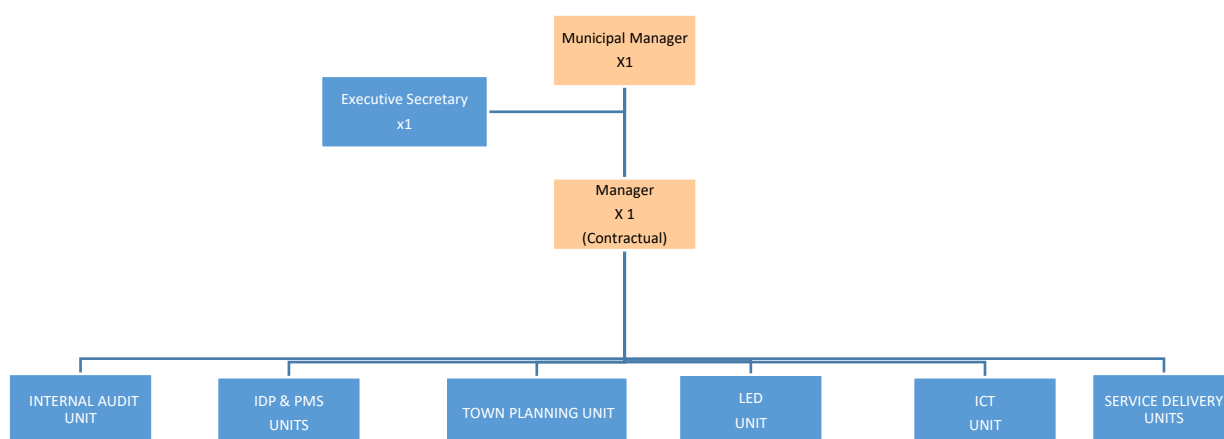 Municipal Manager
X1
Executive Secretary
x1
Manager
X 1
(Contractual)
INTERNAL AUDIT
UNIT
IDP & PMS
UNITS
TOWN PLANNING UNIT
LED
UNIT
ICT
UNIT
SERVICE DELIVERY
UNITS